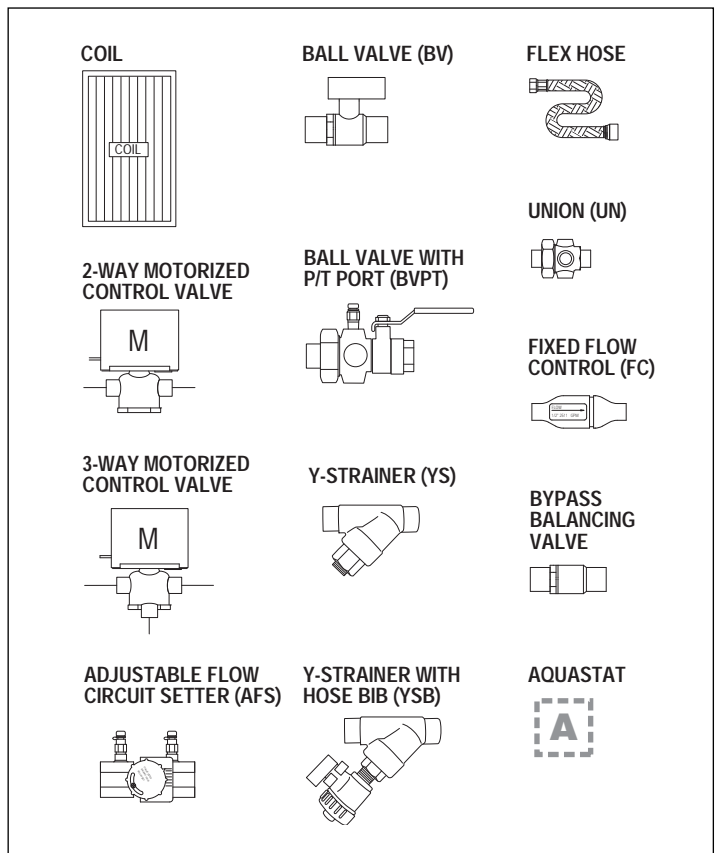 COIL
COIL
2-WAY MOTORIZED
CONTROL VALVE
M
3-WAY MOTORIZED
CONTROL VALVE
M
ADJUSTABLE FLOW
CIRCUIT SETTER (AFS)
BALL VALVE (BV)
BALL VALVE WITH
P/T PORT (BVPT)
Y-STRAINER (YS)
Y-STRAINER WITH
HOSE BIB (YSB)
FLEX HOSE
UNION (UN)
FIXED FLOW
CONTROL (FC)
FLOW
BYPASS
BALANCING
VALVE
AQUASTAT
A